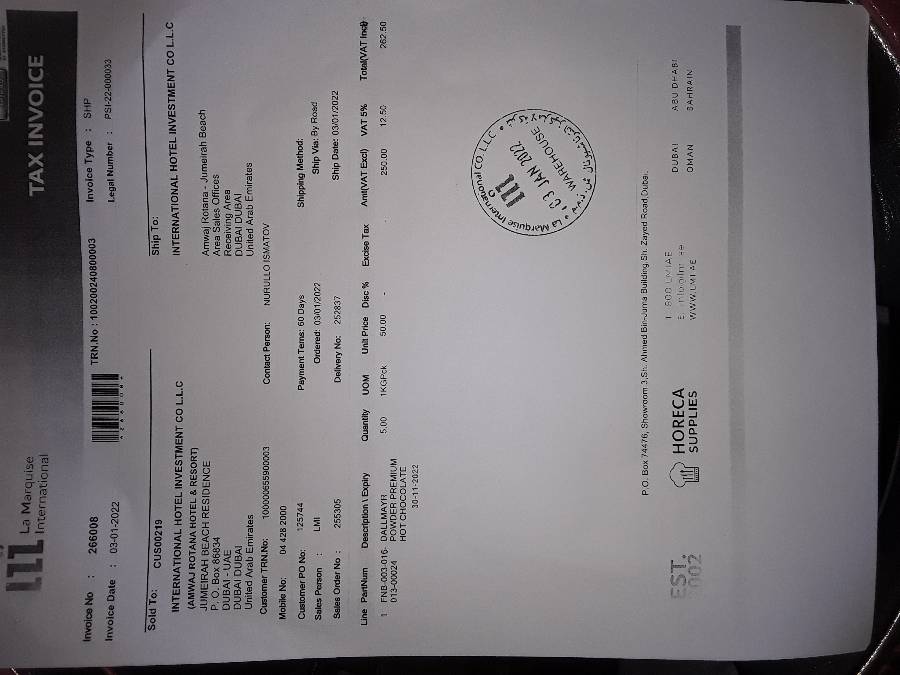 La Marquise
International
TAX INVOICE
Invoice No : 266008
TRN.No : 100200240800003
Invoice Type : SHP
Invoice Date : 03-01-2022
Legal Number : PSI-22-000033
Sold To: CUS00219
Ship To:
INTERNATIONAL HOTEL INVESTMENT CO L.L.C
INTERNATIONAL HOTEL INVESTMENT CO L.L.C
(AMWAJ ROTANA HOTEL & RESORT)
JUMEIRAH BEACH RESIDENCE
Amwaj Rotana - Jumeirah Beach
P. O. Box 86834
Area Sales Offices
DUBAI - UAE
Receiving Area
DUBAI DUBAI
DUBAI DUBAI
United Arab Emirates
United Arab Emirates
Customer TRN.No: 100000655900003
Contact Person: NURULLO ISMATOV
Mobile No: 04 428 2000
Customer PO No: 125744
Payment Tems: 60 Days
Shipping Method:
Sales Person : LMI
Ordered: 03/01/2022
Ship Via: By Road
Sales Order No : 255305
Delivery No: 252837
Ship Date: 03/01/2022
Line PartNum Description \ Expiry Quantity UOM Unit Price Disc % Excise Tax Amt(VAT Excl) VAT 5% Total(VAT Incl)
1 FNB-003-016- DALLMAYR 5.00 1KGPck 50.00 - - 250.00 12.50 262.50
013-00024 POWDER PREMIUM
HOT CHOCOLATE
30-11-2022
La Marquise International CO. L.L.C
03 JAN 2022
WAREHOUSE
P.O. Box 74476, Showroom 3,Sh. Ahmed Bin-Juma Building,Sh. Zayed Road,Dubai.
EST.
2002
HORECA
SUPPLIES
T 800 LMIAE
WWW.LMI.AE
DUBAI
ABU DHABI
OMAN
BAHRAIN